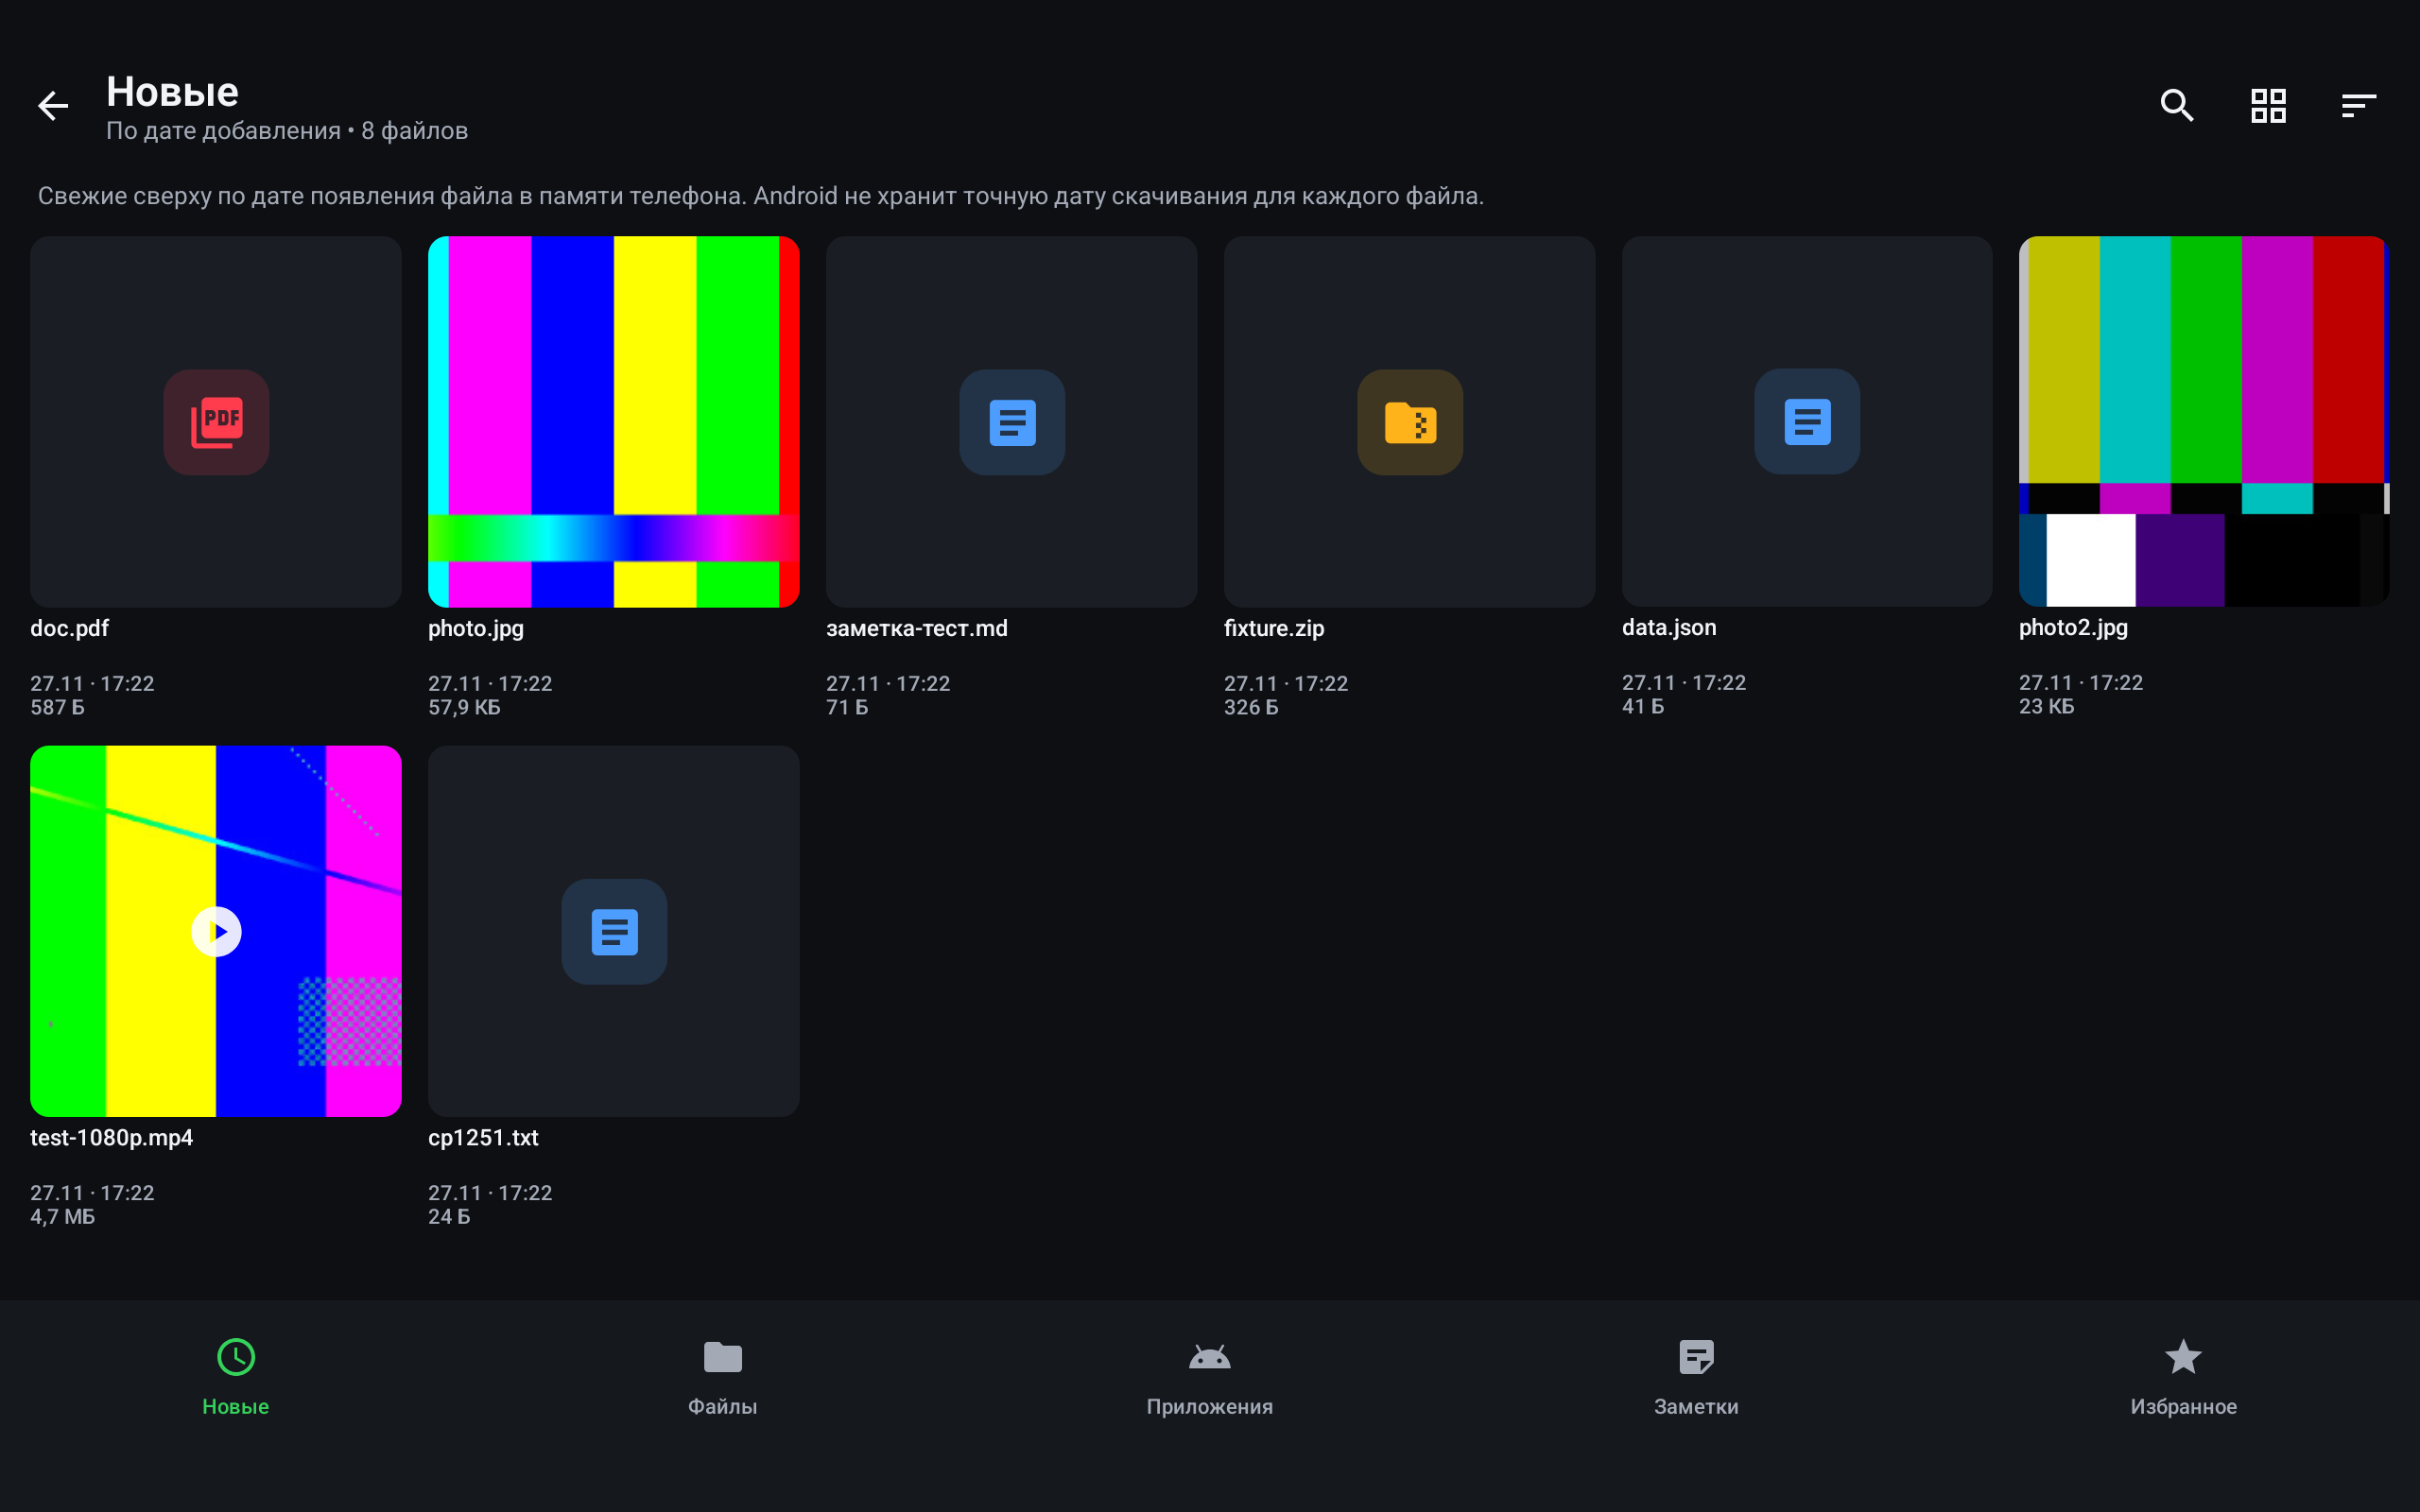 Новые
По дате добавления • 8 файлов
Свежие сверху по дате появления файла в памяти телефона. Android не хранит точную дату скачивания для каждого файла.
PDF
doc.pdf
27.11 · 17:22
587 Б
photo.jpg
27.11 · 17:22
57,9 КБ
заметка-тест.md
27.11 · 17:22
71 Б
fixture.zip
27.11 · 17:22
326 Б
data.json
27.11 · 17:22
41 Б
photo2.jpg
27.11 · 17:22
23 КБ
test-1080p.mp4
27.11 · 17:22
4,7 МБ
cp1251.txt
27.11 · 17:22
24 Б
Новые
Файлы
Приложения
Заметки
Избранное